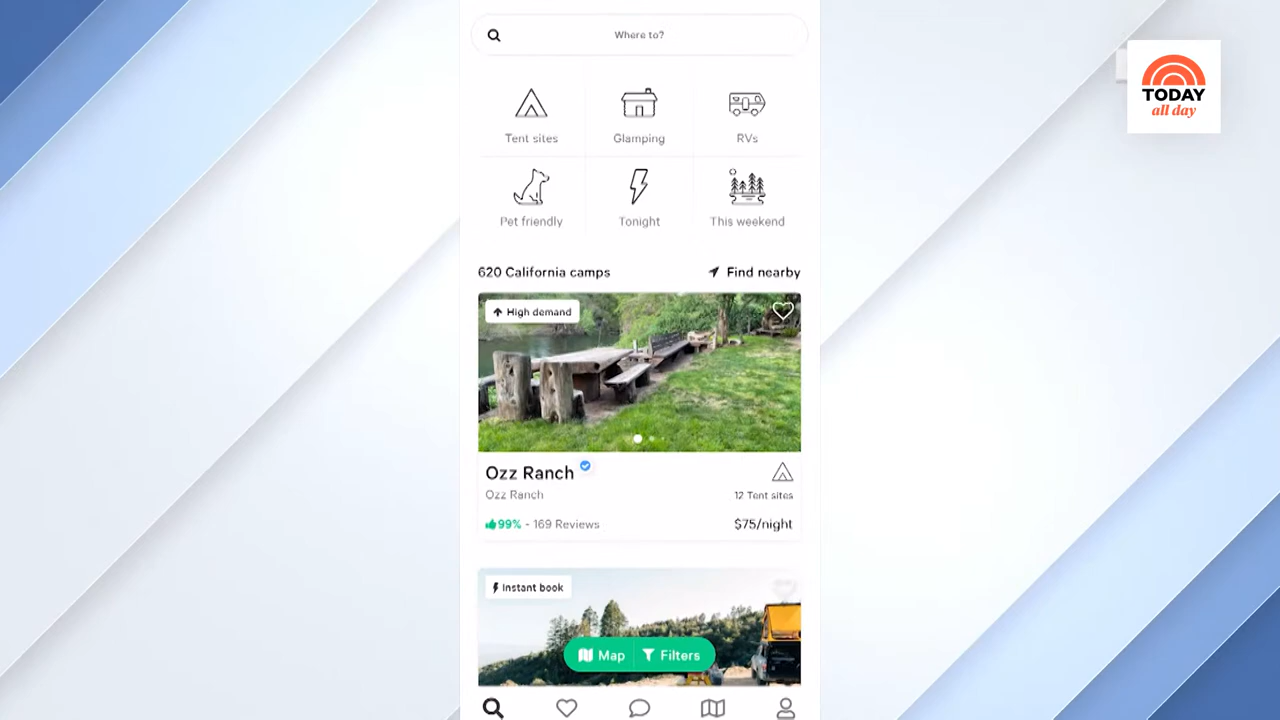 Where to?
TODAY
all day
Tent sites
Glamping
RVs
Pet friendly
Tonight
This weekend
620 California camps
Find nearby
High demand
Ozz Ranch
Ozz Ranch
12 Tent sites
99% - 169 Reviews
$75/night
Instant book
Map
Filters